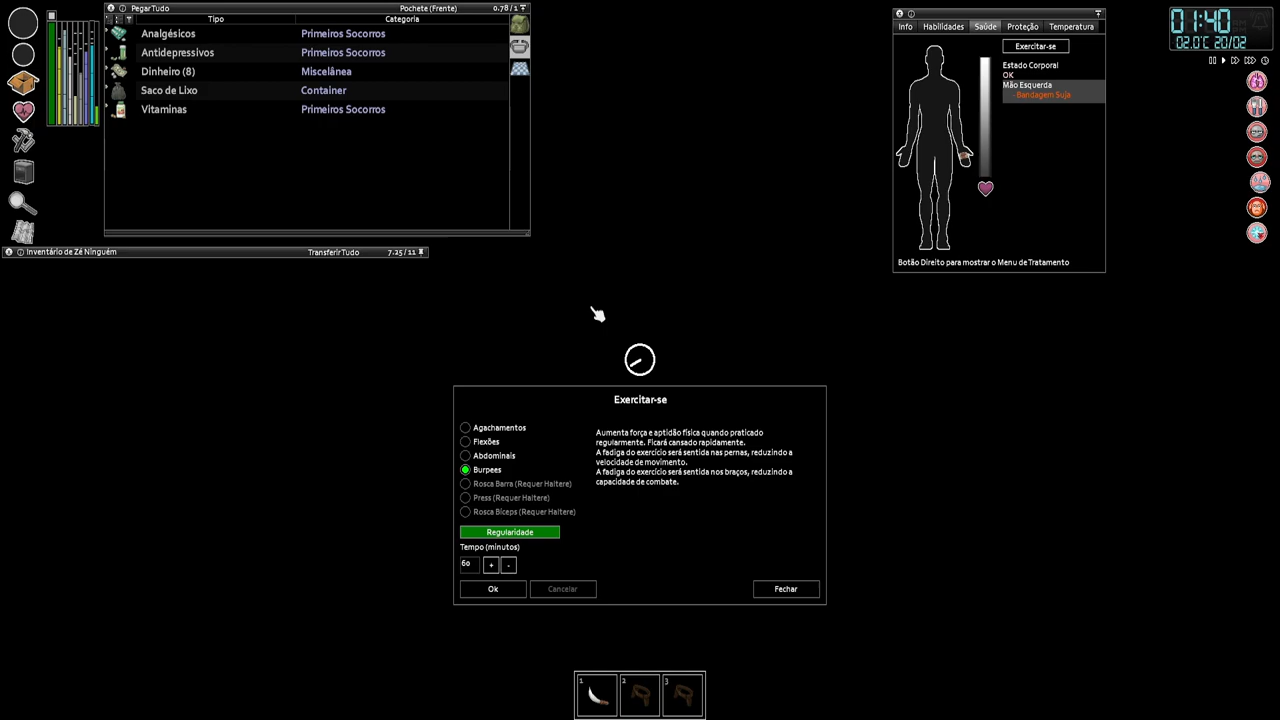 PegarTudo Pochete (Frente) 0.78 / 1
Tipo Categoria
Analgésicos Primeiros Socorros
Antidepressivos Primeiros Socorros
Dinheiro (8) Miscelânea
Saco de Lixo Container
Vitaminas Primeiros Socorros
Inventário de Zé Ninguém TransferirTudo 7.25 / 11
Info Habilidades Saúde Proteção Temperatura
Exercitar-se
Estado Corporal
OK
Mão Esquerda
-Bandagem Suja
Botão Direito para mostrar o Menu de Tratamento
01:40
02.0°C 20/02
Exercitar-se
Agachamentos
Flexões
Abdominais
Burpees
Rosca Barra (Requer Haltere)
Press (Requer Haltere)
Rosca Bíceps (Requer Haltere)
Aumenta força e aptidão física quando praticado
regularmente. Ficará cansado rapidamente.
A fadiga do exercício será sentida nas pernas, reduzindo a
velocidade de movimento.
A fadiga do exercício será sentida nos braços, reduzindo a
capacidade de combate.
Regularidade
Tempo (minutos)
60 + -
Ok Cancelar Fechar
1 2 3